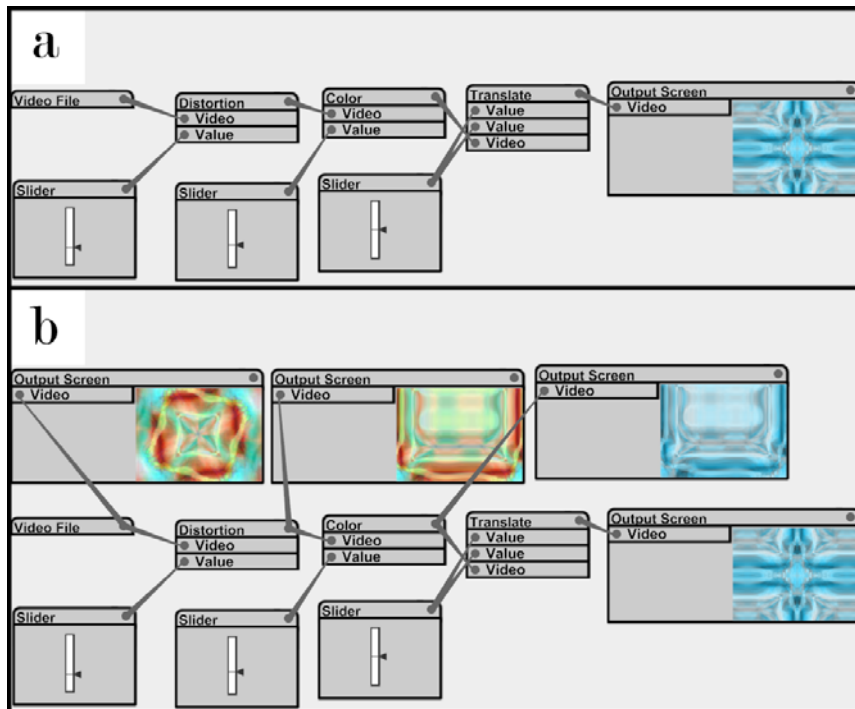 a
Video File
Distortion
Video
Value
Color
Video
Value
Translate
Value
Value
Video
Output Screen
Video
Slider
Slider
Slider
b
Output Screen
Video
Output Screen
Video
Output Screen
Video
Video File
Distortion
Video
Value
Color
Video
Value
Translate
Value
Value
Video
Output Screen
Video
Slider
Slider
Slider